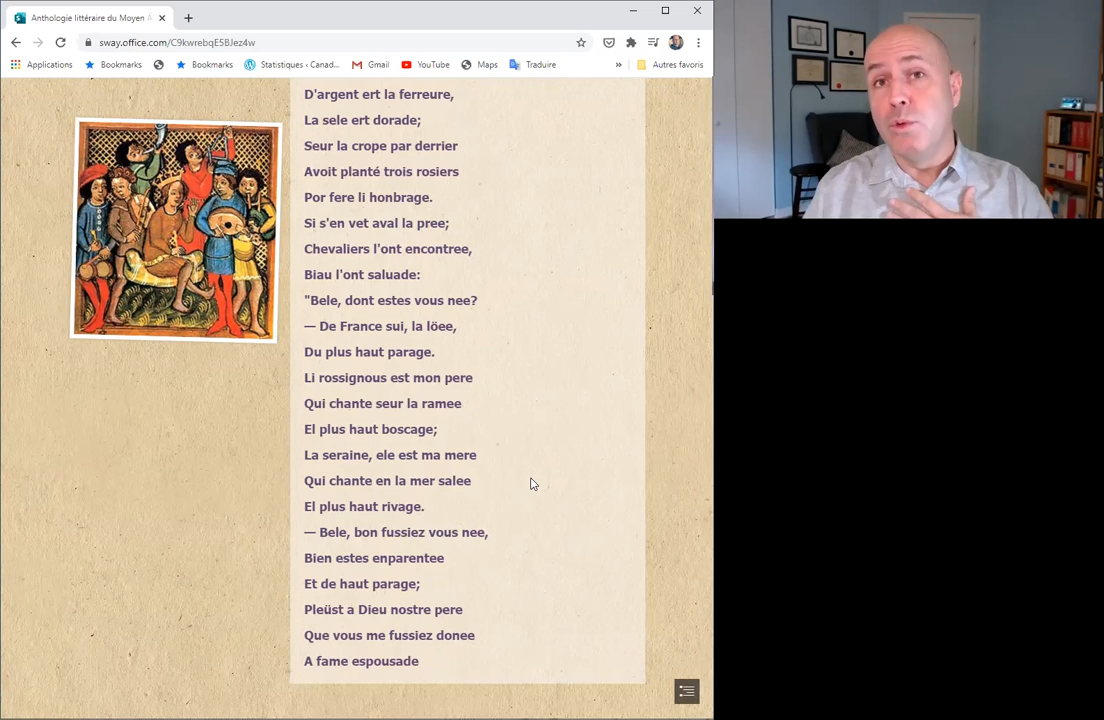 Anthologie littéraire du Moyen
sway.office.com/C9kwrebqE5BJez4w
Applications
Bookmarks
Bookmarks
Statistiques ‹ Canad...
Gmail
YouTube
Maps
Traduire
»
Autres favoris
D'argent ert la ferreure,
La sele ert dorade;
Seur la crope par derrier
Avoit planté trois rosiers
Por fere li honbrage.
Si s'en vet aval la pree;
Chevaliers l'ont encontree,
Biau l'ont saluade:
"Bele, dont estes vous nee?
— De France sui, la löee,
Du plus haut parage.
Li rossignous est mon pere
Qui chante seur la ramee
El plus haut boscage;
La seraine, ele est ma mere
Qui chante en la mer salee
El plus haut rivage.
— Bele, bon fussiez vous nee,
Bien estes enparentee
Et de haut parage;
Pleüst a Dieu nostre pere
Que vous me fussiez donee
A fame espousade